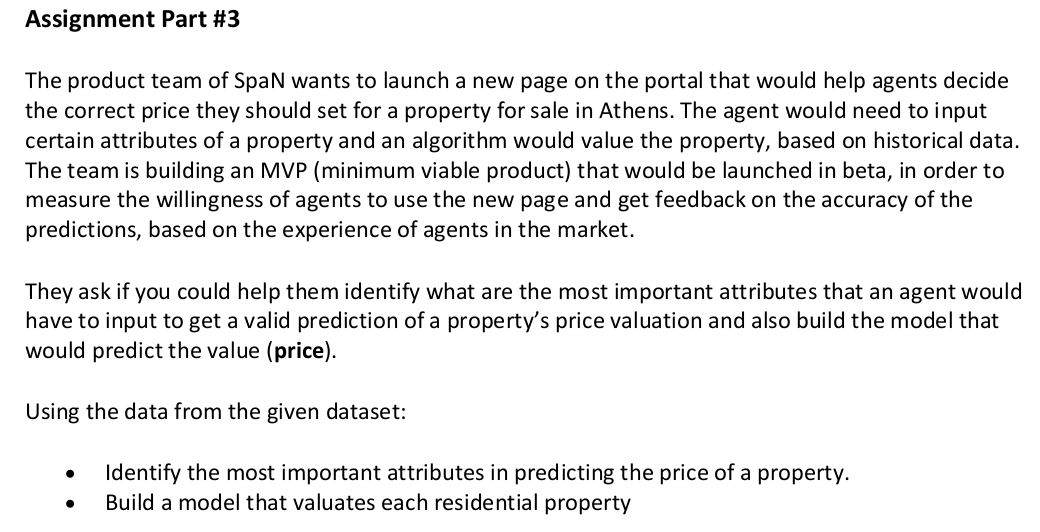 Assignment Part #3
The product team of SpaN wants to launch a new page on the portal that would help agents decide
the correct price they should set for a property for sale in Athens. The agent would need to input
certain attributes of a property and an algorithm would value the property, based on historical data.
The team is building an MVP (minimum viable product) that would be launched in beta, in order to
measure the willingness of agents to use the new page and get feedback on the accuracy of the
predictions, based on the experience of agents in the market.
They ask if you could help them identify what are the most important attributes that an agent would
have to input to get a valid prediction of a property's price valuation and also build the model that
would predict the value (price).
Using the data from the given dataset:
• Identify the most important attributes in predicting the price of a property.
• Build a model that valuates each residential property